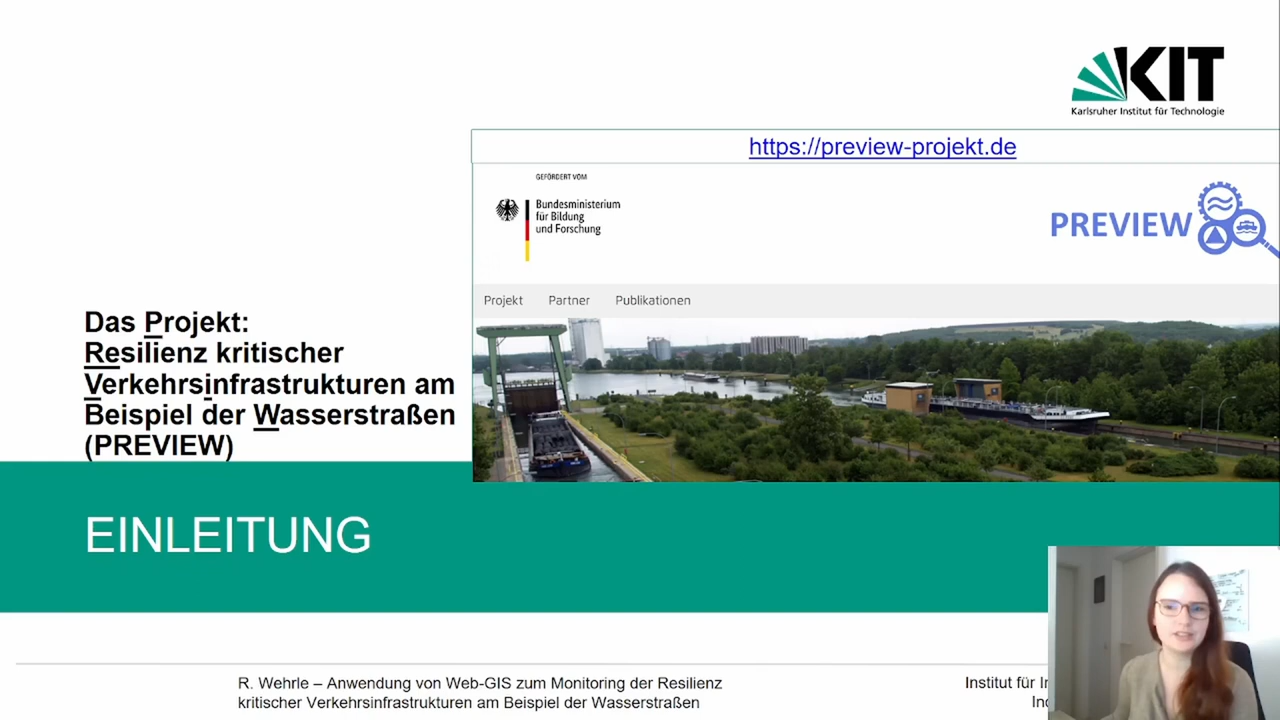 KIT
Karlsruher Institut für Technologie
https://preview-projekt.de
GEFÖRDERT VOM
Bundesministerium
für Bildung
und Forschung
PREVIEW
Projekt Partner Publikationen
Das Projekt:
Resilienz kritischer
Verkehrsinfrastrukturen am
Beispiel der Wasserstraßen
(PREVIEW)
EINLEITUNG
R. Wehrle – Anwendung von Web-GIS zum Monitoring der Resilienz
kritischer Verkehrsinfrastrukturen am Beispiel der Wasserstraßen
Institut für